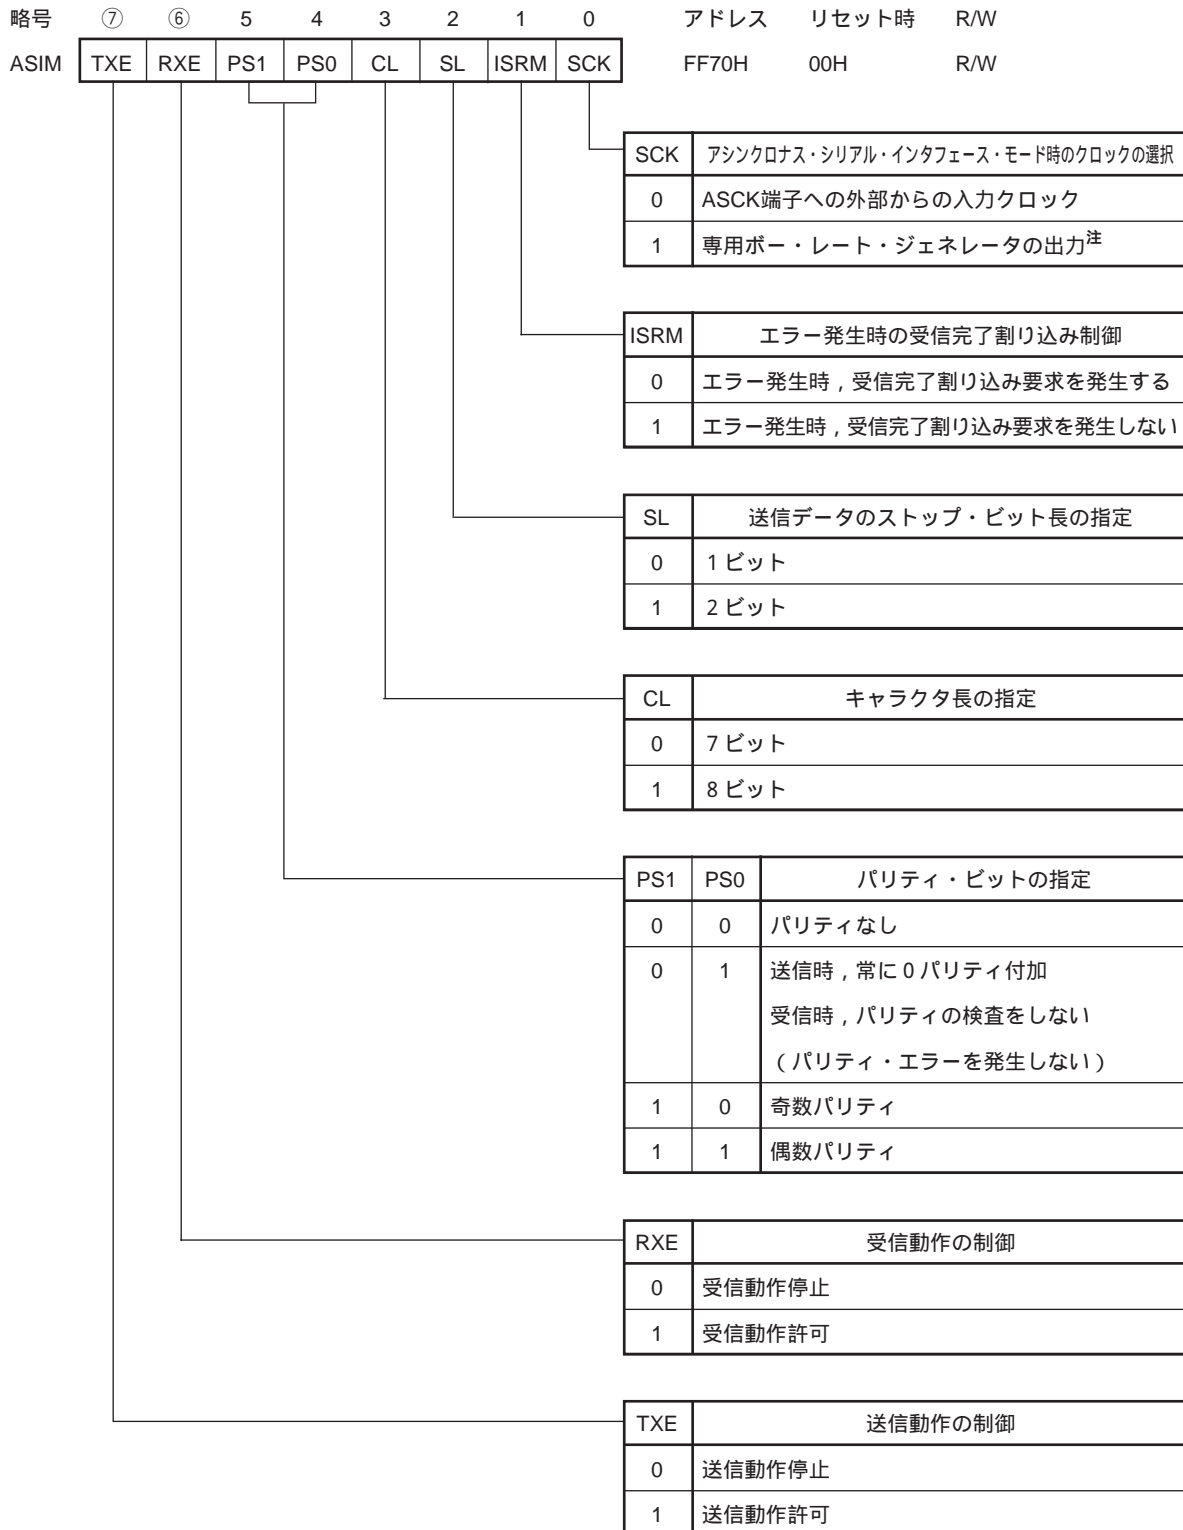 略号 ⑦ ⑥ 5 4 3 2 1 0 アドレス リセット時 R/W
ASIM TXE RXE PS1 PS0 CL SL ISRM SCK FF70H 00H R/W
SCK アシンクロナス・シリアル・インタフェース・モード時のクロックの選択
0 ASCK端子への外部からの入力クロック
1 専用ボー・レート・ジェネレータの出力注
ISRM エラー発生時の受信完了割り込み制御
0 エラー発生時，受信完了割り込み要求を発生する
1 エラー発生時，受信完了割り込み要求を発生しない
SL 送信データのストップ・ビット長の指定
0 1ビット
1 2ビット
CL キャラクタ長の指定
0 7ビット
1 8ビット
PS1 PS0 パリティ・ビットの指定
0 0 パリティなし
0 1 送信時，常に0パリティ付加
受信時，パリティの検査をしない
（パリティ・エラーを発生しない）
1 0 奇数パリティ
1 1 偶数パリティ
RXE 受信動作の制御
0 受信動作停止
1 受信動作許可
TXE 送信動作の制御
0 送信動作停止
1 送信動作許可